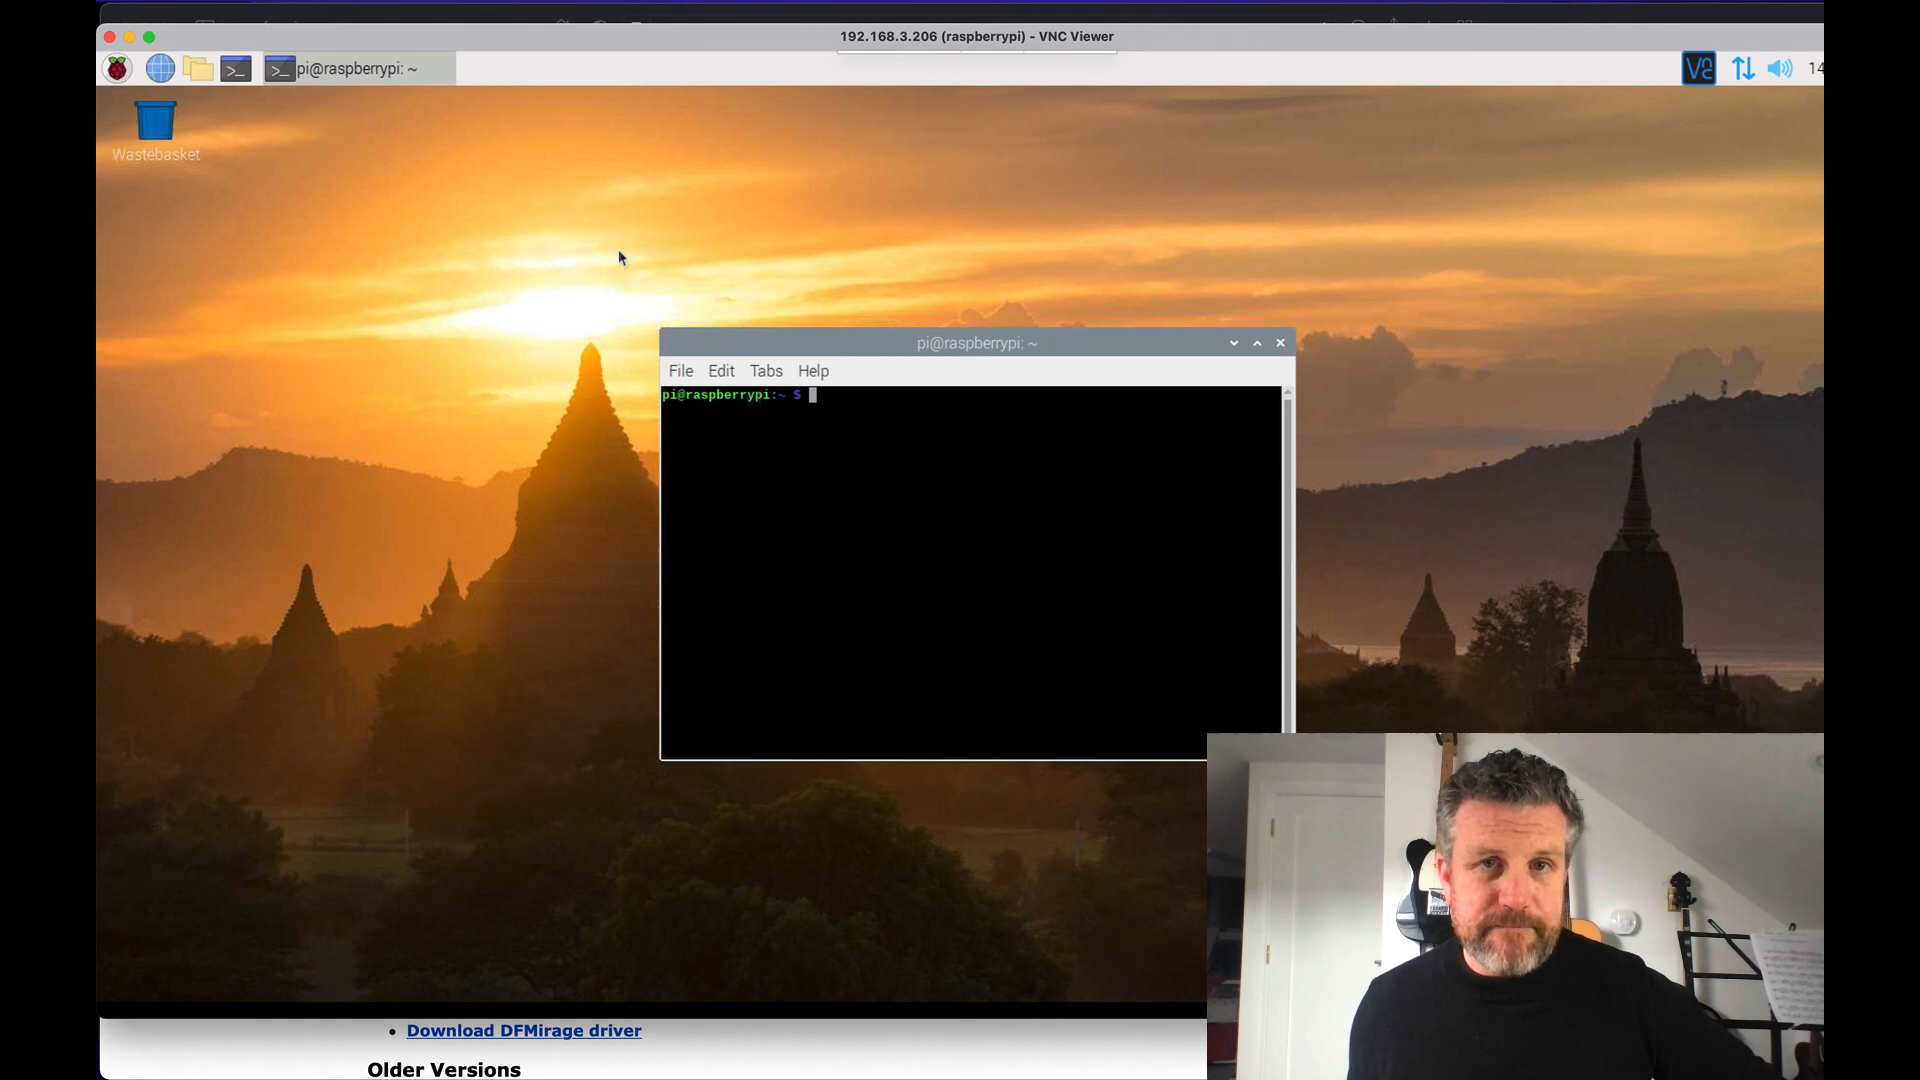 192.168.3.206 (raspberrypi) - VNC Viewer
pi@raspberrypi: ~
14
Wastebasket
pi@raspberrypi: ~
File Edit Tabs Help
pi@raspberrypi:~ $
Download DFMirage driver
Older Versions